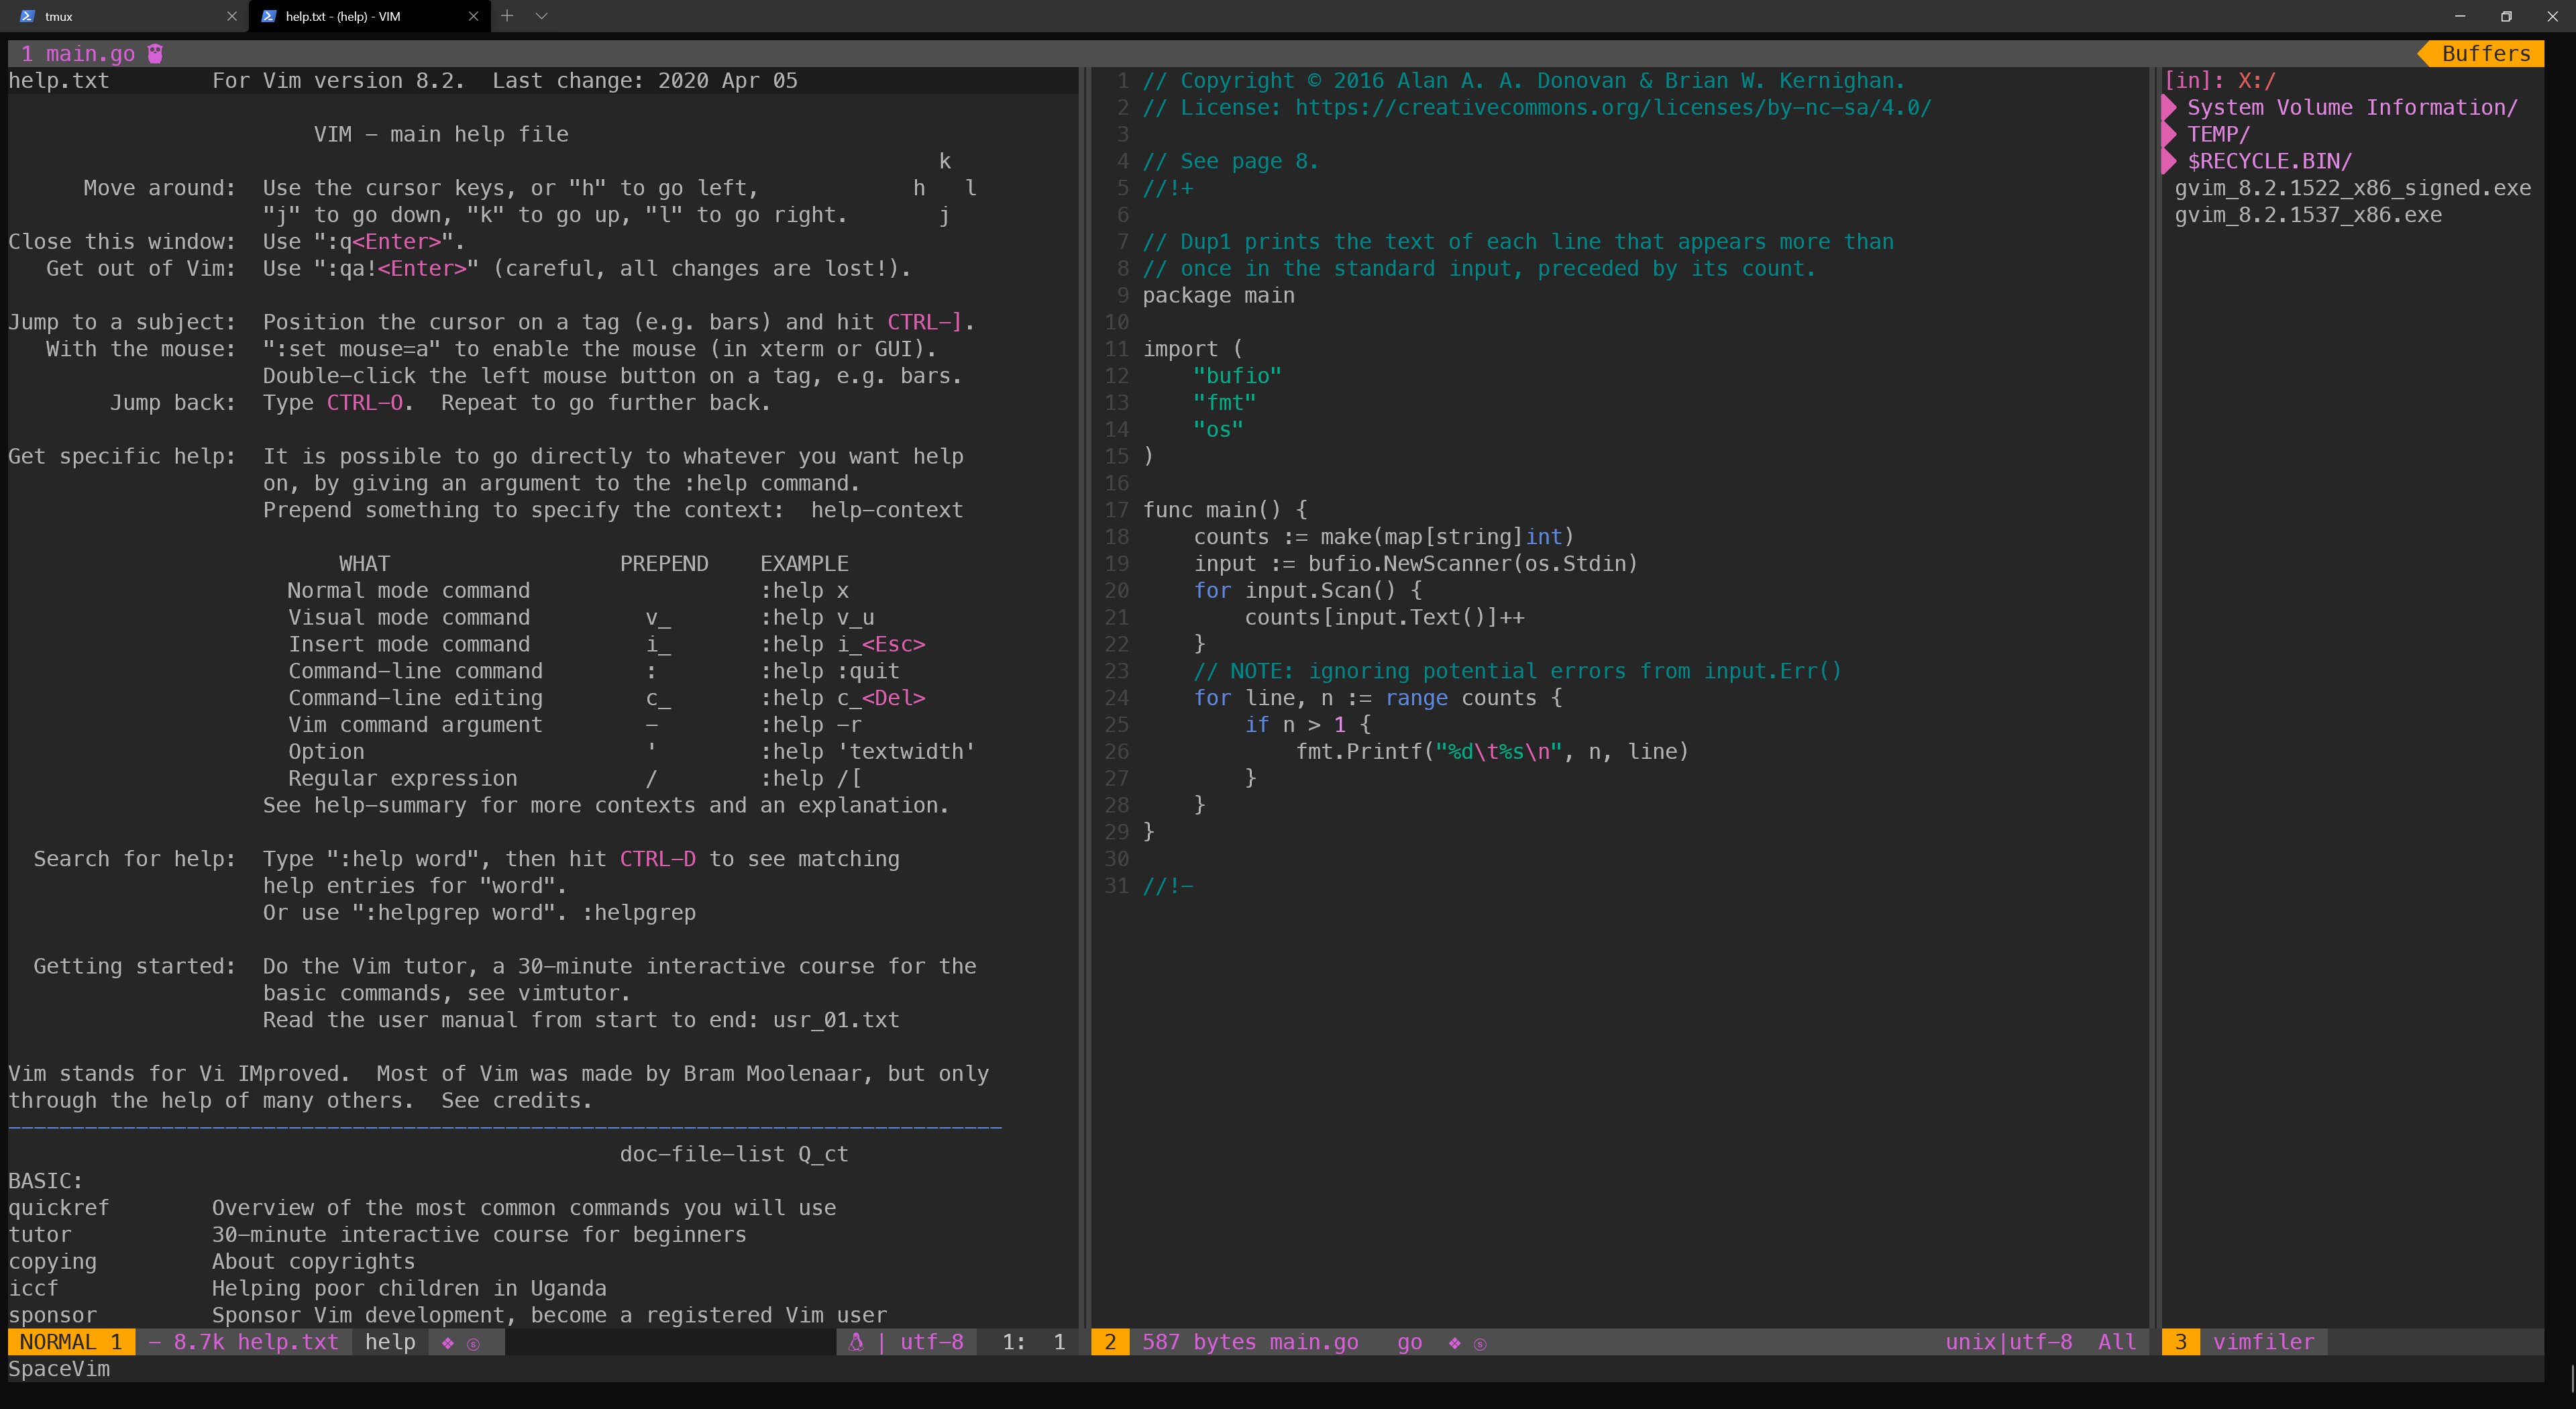 tmux
help.txt - (help) - VIM
1 main.go
Buffers
help.txt        For Vim version 8.2.  Last change: 2020 Apr 05
                        VIM - main help file
                                                                         k
      Move around:  Use the cursor keys, or "h" to go left,            h   l
                    "j" to go down, "k" to go up, "l" to go right.       j
Close this window:  Use ":q<Enter>".
   Get out of Vim:  Use ":qa!<Enter>" (careful, all changes are lost!).
Jump to a subject:  Position the cursor on a tag (e.g. bars) and hit CTRL-].
   With the mouse:  ":set mouse=a" to enable the mouse (in xterm or GUI).
                    Double-click the left mouse button on a tag, e.g. bars.
        Jump back:  Type CTRL-O.  Repeat to go further back.
Get specific help:  It is possible to go directly to whatever you want help
                    on, by giving an argument to the :help command.
                    Prepend something to specify the context:  help-context
                          WHAT                  PREPEND    EXAMPLE
                      Normal mode command                  :help x
                      Visual mode command         v_       :help v_u
                      Insert mode command         i_       :help i_<Esc>
                      Command-line command        :        :help :quit
                      Command-line editing        c_       :help c_<Del>
                      Vim command argument        -        :help -r
                      Option                      '        :help 'textwidth'
                      Regular expression          /        :help /[
                    See help-summary for more contexts and an explanation.
  Search for help:  Type ":help word", then hit CTRL-D to see matching
                    help entries for "word".
                    Or use ":helpgrep word". :helpgrep
  Getting started:  Do the Vim tutor, a 30-minute interactive course for the
                    basic commands, see vimtutor.
                    Read the user manual from start to end: usr_01.txt
Vim stands for Vi IMproved.  Most of Vim was made by Bram Moolenaar, but only
through the help of many others.  See credits.
------------------------------------------------------------------------------
                                                doc-file-list Q_ct
BASIC:
quickref        Overview of the most common commands you will use
tutor           30-minute interactive course for beginners
copying         About copyrights
iccf            Helping poor children in Uganda
sponsor         Sponsor Vim development, become a registered Vim user
NORMAL 1 - 8.7k help.txt help ❖ ⓢ | utf-8 1: 1
1 // Copyright © 2016 Alan A. A. Donovan & Brian W. Kernighan.
2 // License: https://creativecommons.org/licenses/by-nc-sa/4.0/
3
4 // See page 8.
5 //!+
6
7 // Dup1 prints the text of each line that appears more than
8 // once in the standard input, preceded by its count.
9 package main
10
11 import (
12     "bufio"
13     "fmt"
14     "os"
15 )
16
17 func main() {
18     counts := make(map[string]int)
19     input := bufio.NewScanner(os.Stdin)
20     for input.Scan() {
21         counts[input.Text()]++
22     }
23     // NOTE: ignoring potential errors from input.Err()
24     for line, n := range counts {
25         if n > 1 {
26             fmt.Printf("%d\t%s\n", n, line)
27         }
28     }
29 }
30
31 //!-
2 587 bytes main.go go ❖ ⓢ unix|utf-8 All
[in]: X:/
System Volume Information/
TEMP/
$RECYCLE.BIN/
gvim_8.2.1522_x86_signed.exe
gvim_8.2.1537_x86.exe
3 vimfiler
SpaceVim